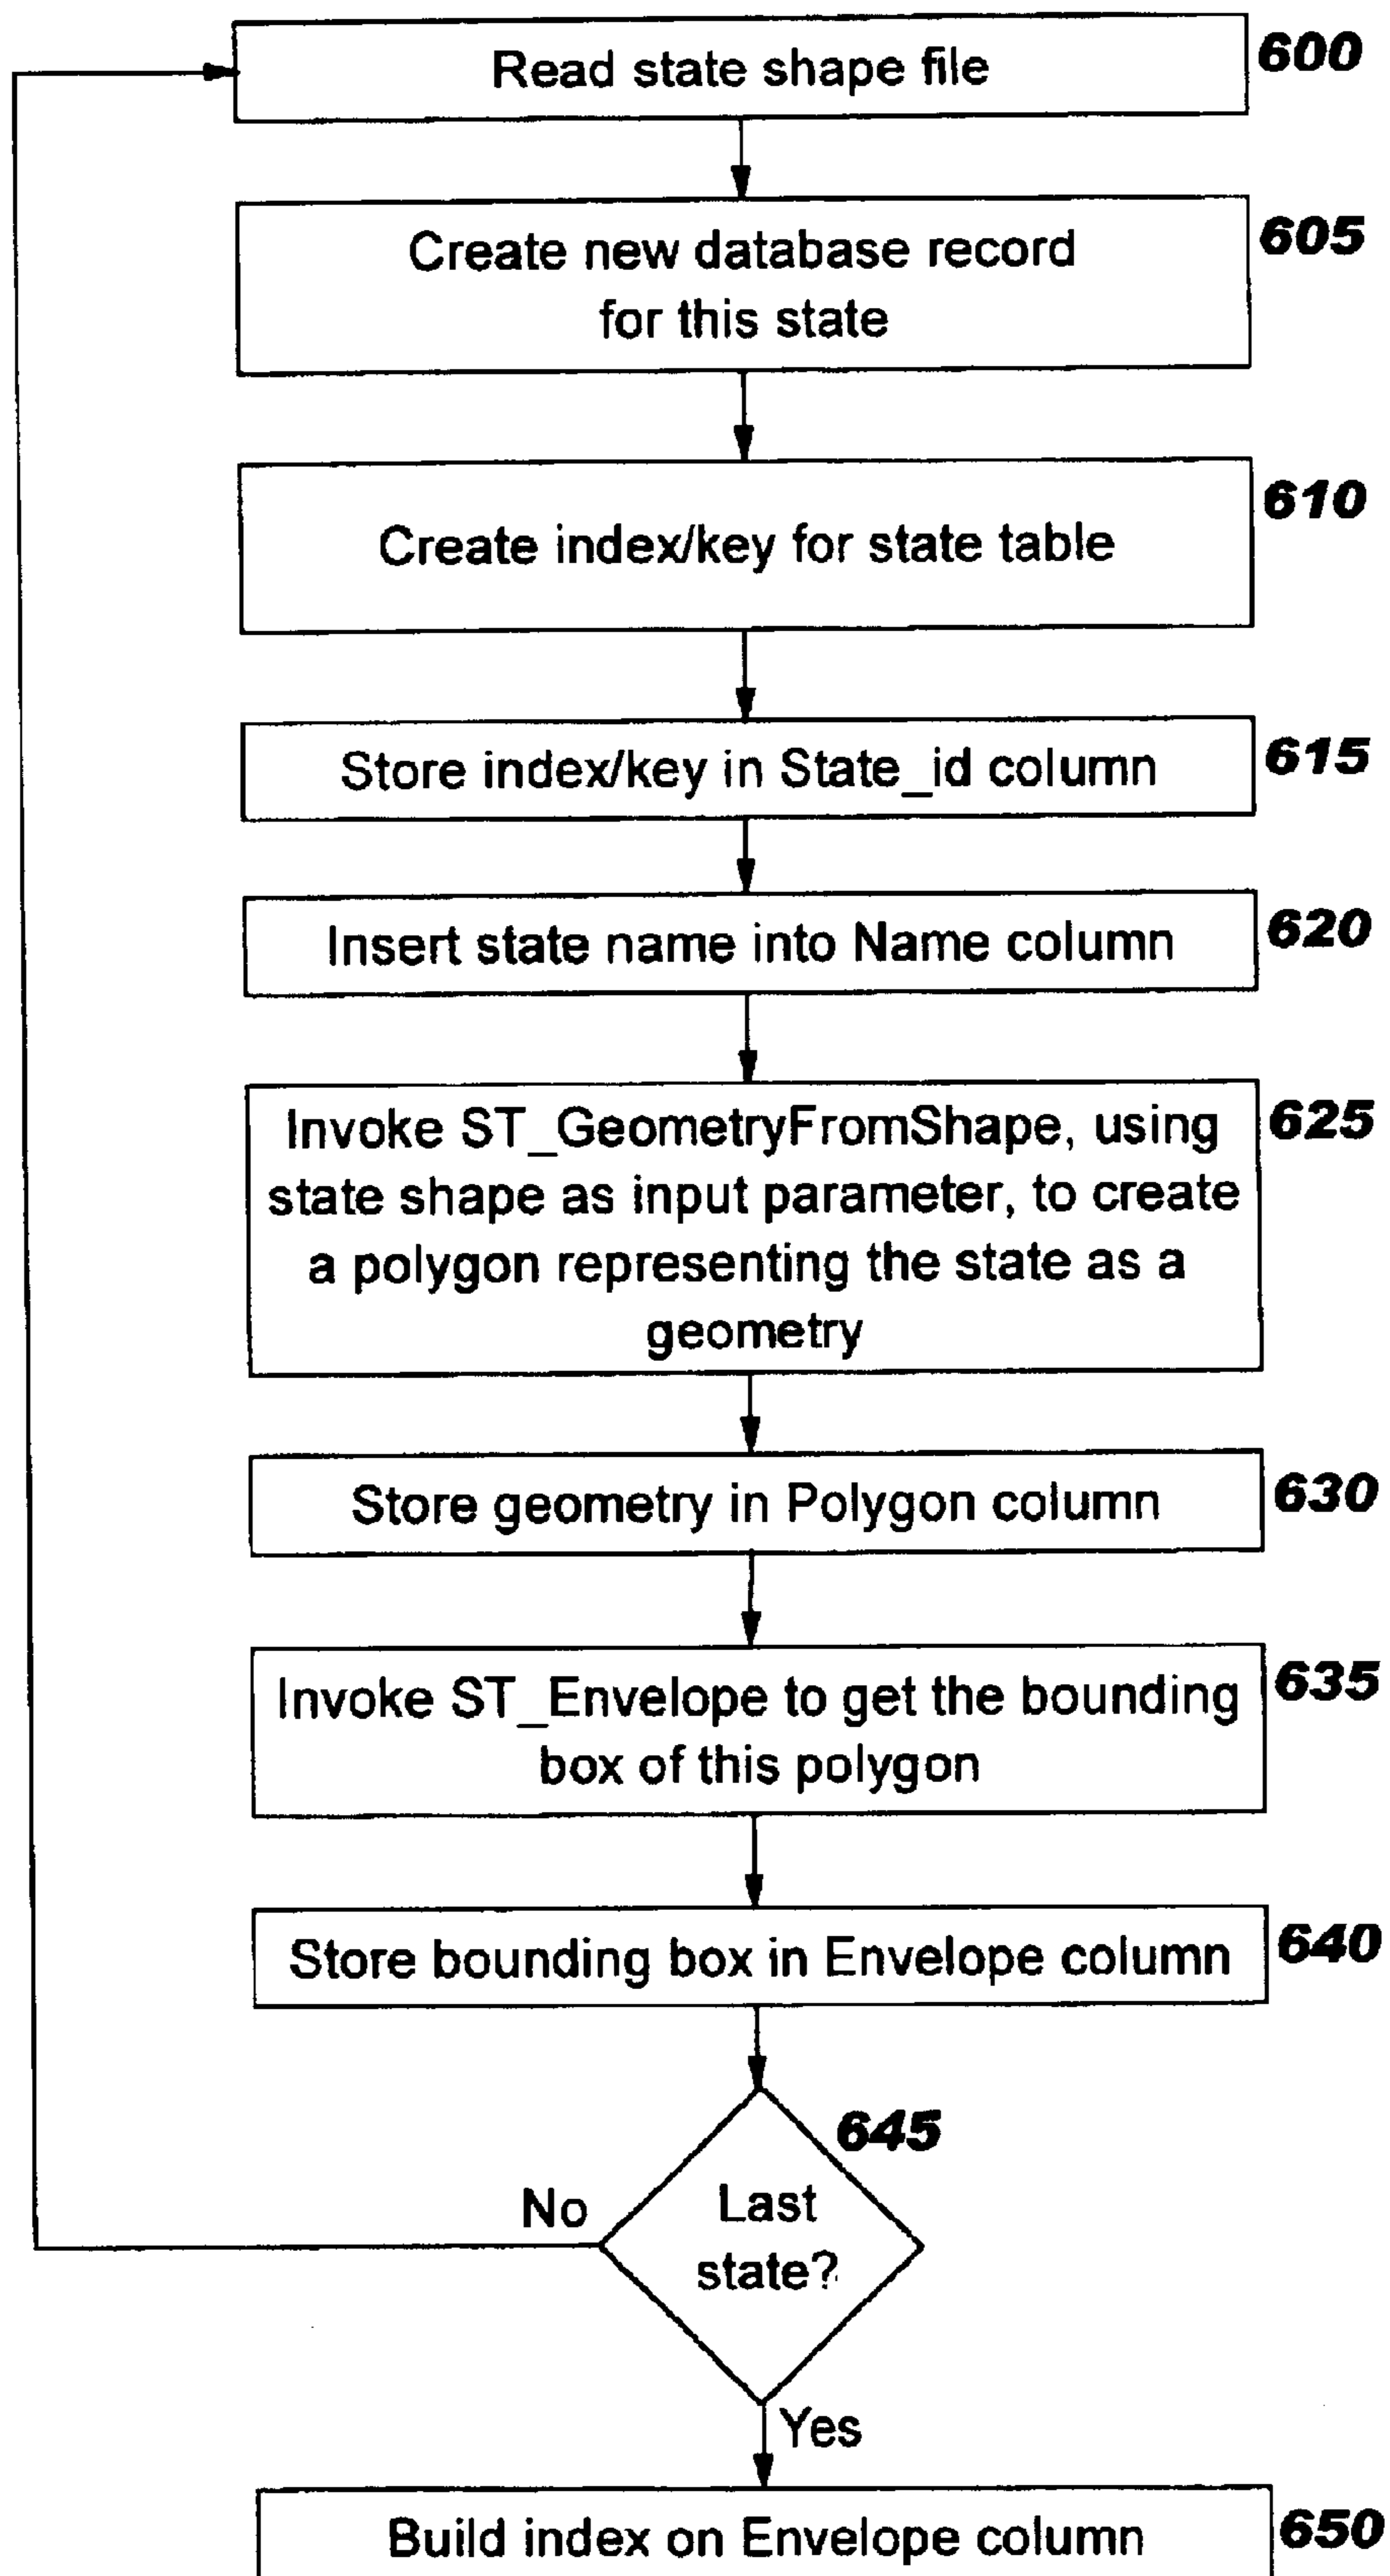 Read state shape file
600
Create new database record
for this state
605
Create index/key for state table
610
Store index/key in State_id column
615
Insert state name into Name column
620
Invoke ST_GeometryFromShape, using
state shape as input parameter, to create
a polygon representing the state as a
geometry
625
Store geometry in Polygon column
630
Invoke ST_Envelope to get the bounding
box of this polygon
635
Store bounding box in Envelope column
640
645
Last
state?
No
Yes
Build index on Envelope column
650